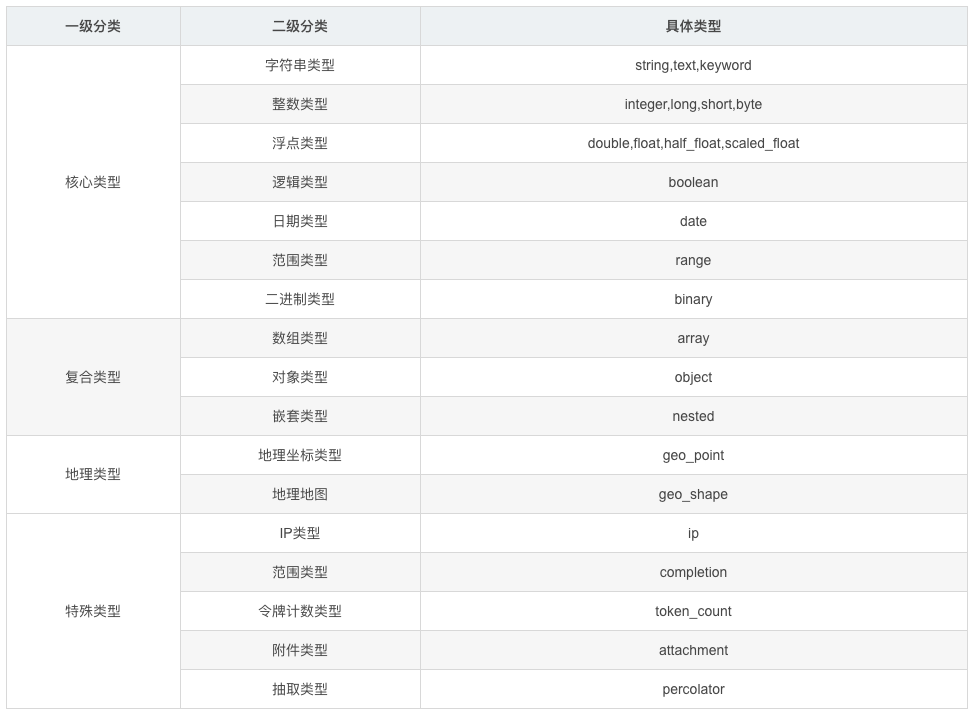 一级分类 二级分类 具体类型
核心类型 字符串类型 string,text,keyword
整数类型 integer,long,short,byte
浮点类型 double,float,half_float,scaled_float
逻辑类型 boolean
日期类型 date
范围类型 range
二进制类型 binary
复合类型 数组类型 array
对象类型 object
嵌套类型 nested
地理类型 地理坐标类型 geo_point
地理地图 geo_shape
特殊类型 IP类型 ip
范围类型 completion
令牌计数类型 token_count
附件类型 attachment
抽取类型 percolator